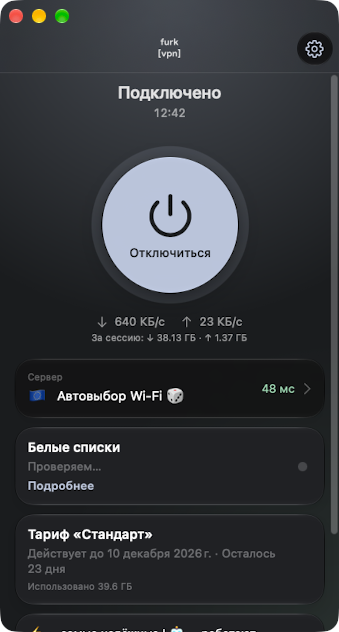 furk
[vpn]
Подключено
12:42
Отключиться
↓ 640 КБ/с ↑ 23 КБ/с
За сессию: ↓ 38.13 ГБ · ↑ 1.37 ГБ
Сервер
Автовыбор Wi-Fi 🎲 48 мс
Белые списки
Проверяем...
Подробнее
Тариф «Стандарт»
Действует до 10 декабря 2026 г. · Осталось
23 дня
Использовано 39.6 ГБ